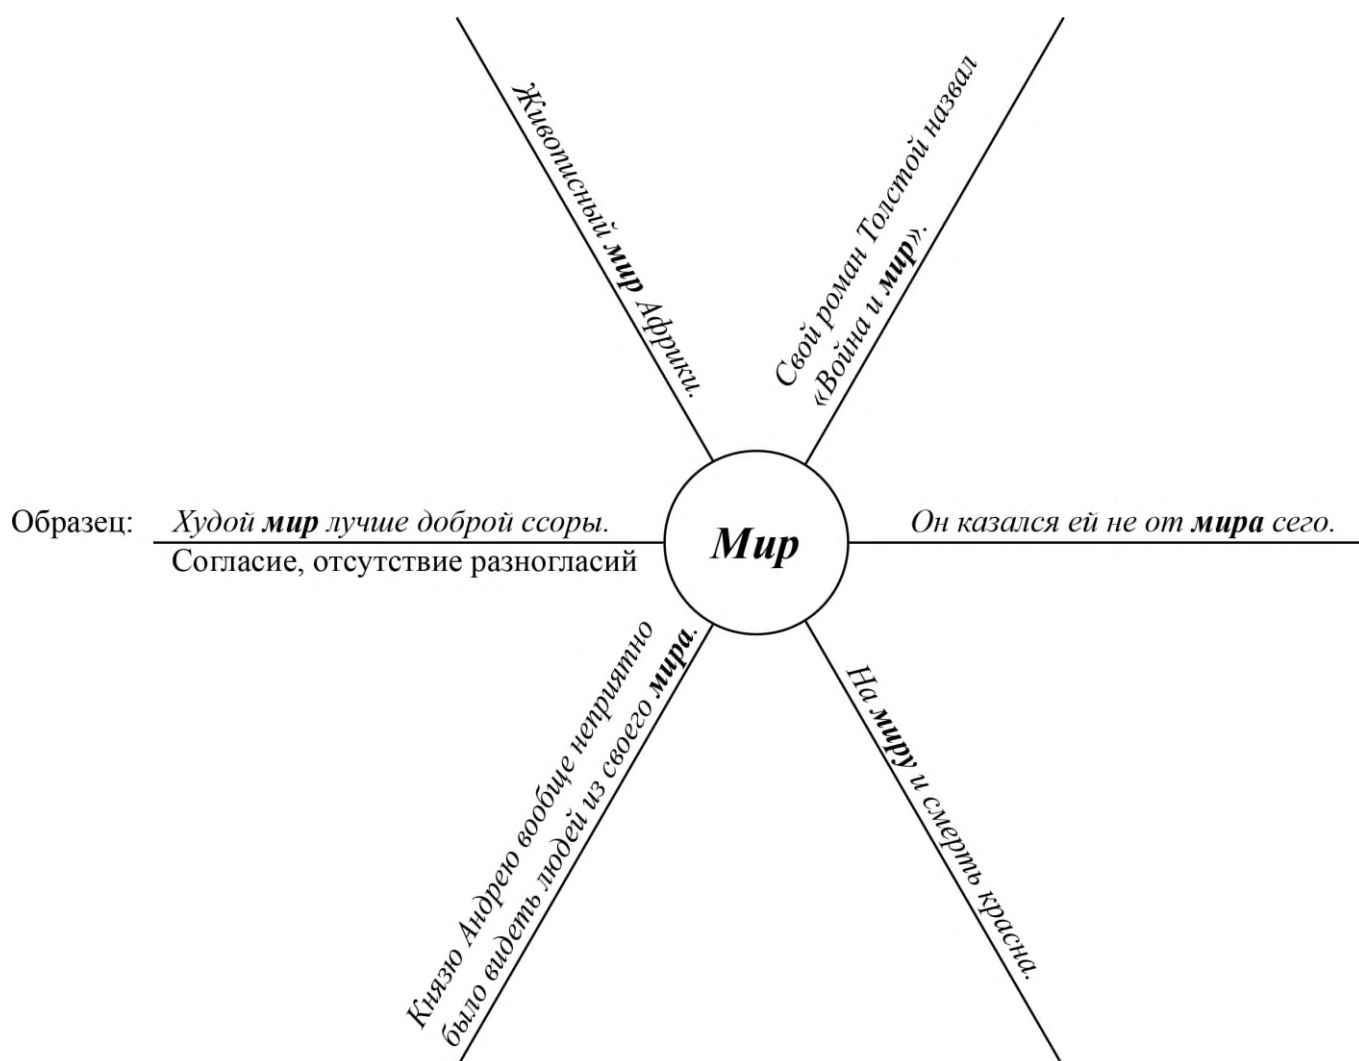 Живописный мир Африки.
Свой роман Толстой назвал
«Война и мир».
Образец:
Худой мир лучше доброй ссоры.
Согласие, отсутствие разногласий
Мир
Он казался ей не от мира сего.
Князю Андрею вообще неприятно
было видеть людей из своего мира.
На миру и смерть красна.